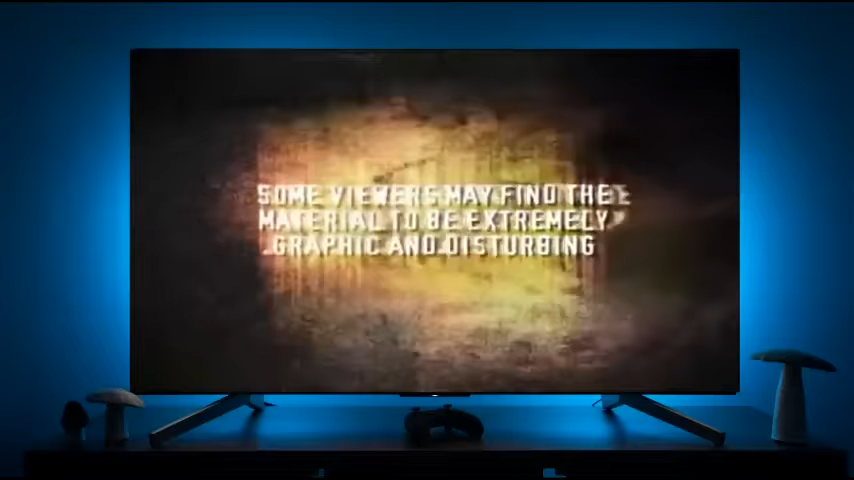 SOME VIEWERS MAY FIND THE
MATERIAL TO BE EXTREMELY
GRAPHIC AND DISTURBING